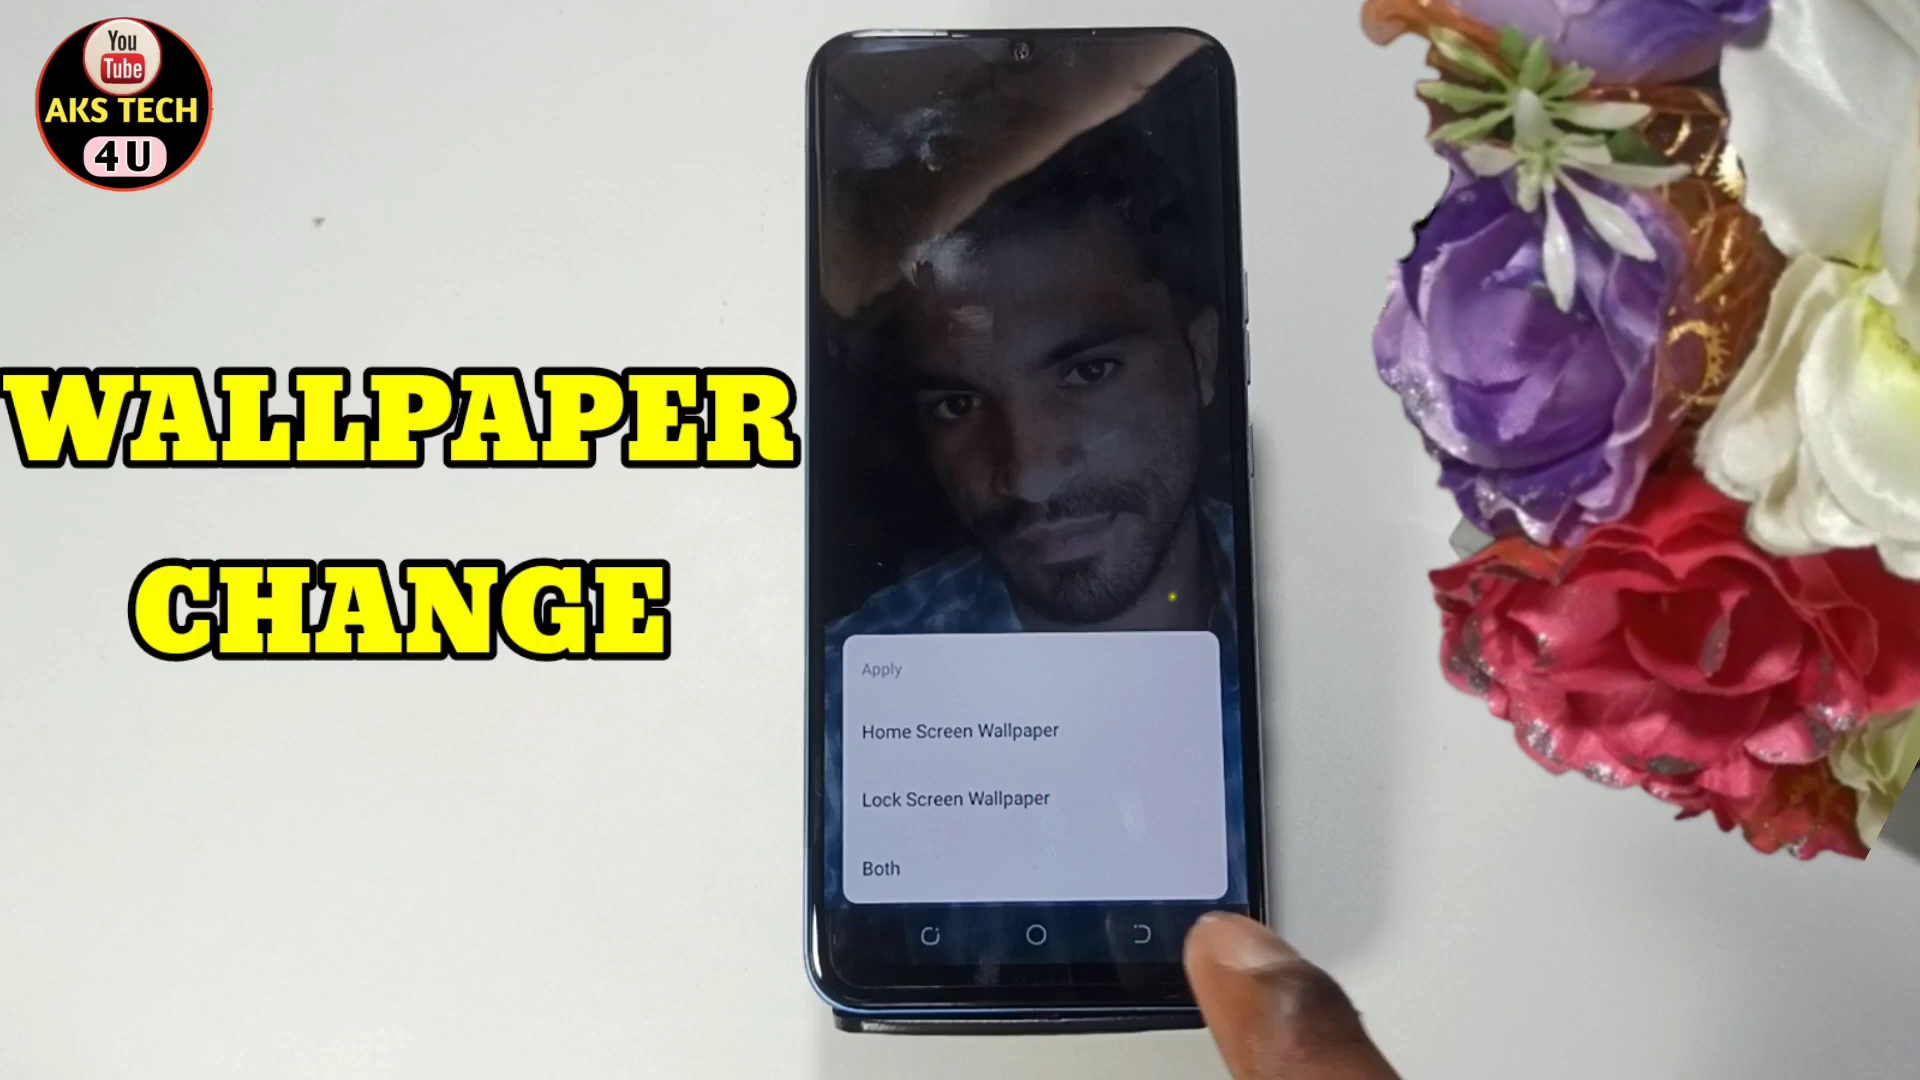 You
Tube
AKS TECH
4U
WALLPAPER
CHANGE
Apply
Home Screen Wallpaper
Lock Screen Wallpaper
Both